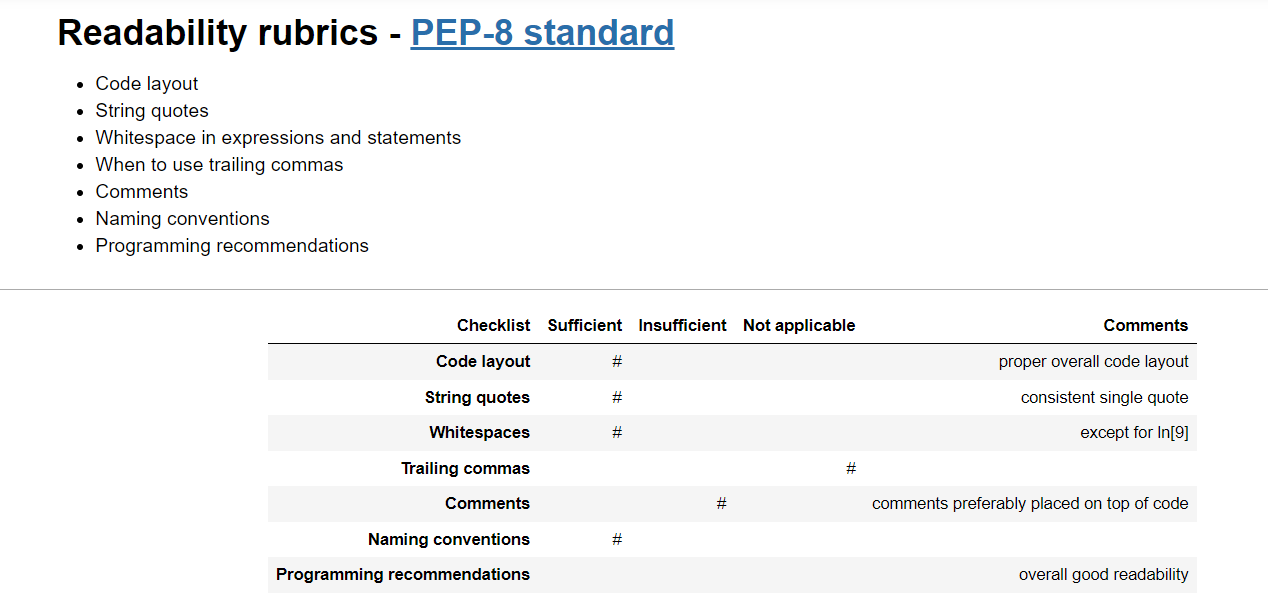 Readability rubrics - PEP-8 standard
Code layout
String quotes
Whitespace in expressions and statements
When to use trailing commas
Comments
Naming conventions
Programming recommendations
Checklist Sufficient Insufficient Not applicable Comments
Code layout # proper overall code layout
String quotes # consistent single quote
Whitespaces # except for ln[9]
Trailing commas #
Comments # comments preferably placed on top of code
Naming conventions #
Programming recommendations overall good readability